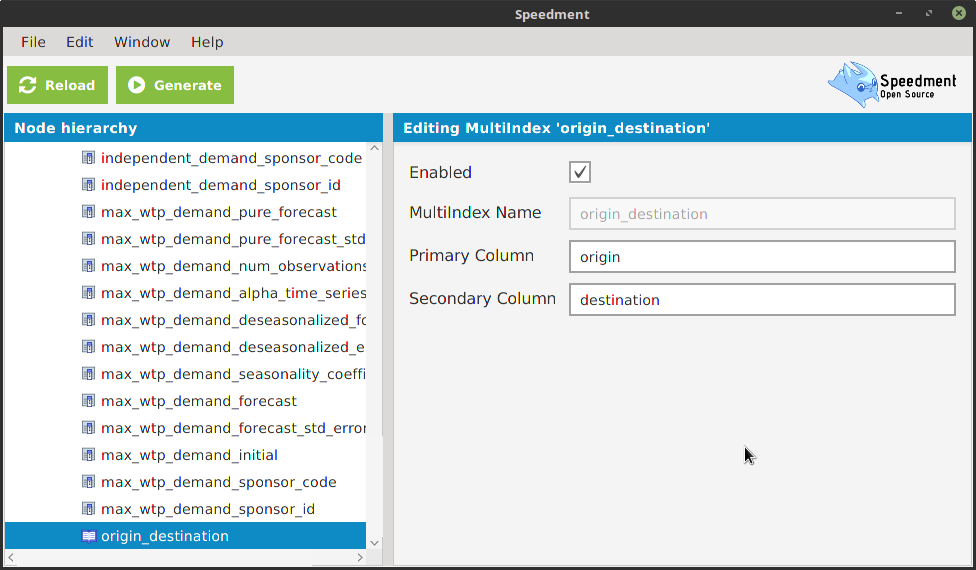 Speedment
File Edit Window Help
Reload Generate
Speedment
Open Source
Node hierarchy
independent_demand_sponsor_code
independent_demand_sponsor_id
max_wtp_demand_pure_forecast
max_wtp_demand_pure_forecast_std
max_wtp_demand_num_observations
max_wtp_demand_alpha_time_series
max_wtp_demand_deseasonalized_fo
max_wtp_demand_deseasonalized_e
max_wtp_demand_seasonality_coeffi
max_wtp_demand_forecast
max_wtp_demand_forecast_std_error
max_wtp_demand_initial
max_wtp_demand_sponsor_code
max_wtp_demand_sponsor_id
origin_destination
Editing MultiIndex 'origin_destination'
Enabled
MultiIndex Name origin_destination
Primary Column origin
Secondary Column destination